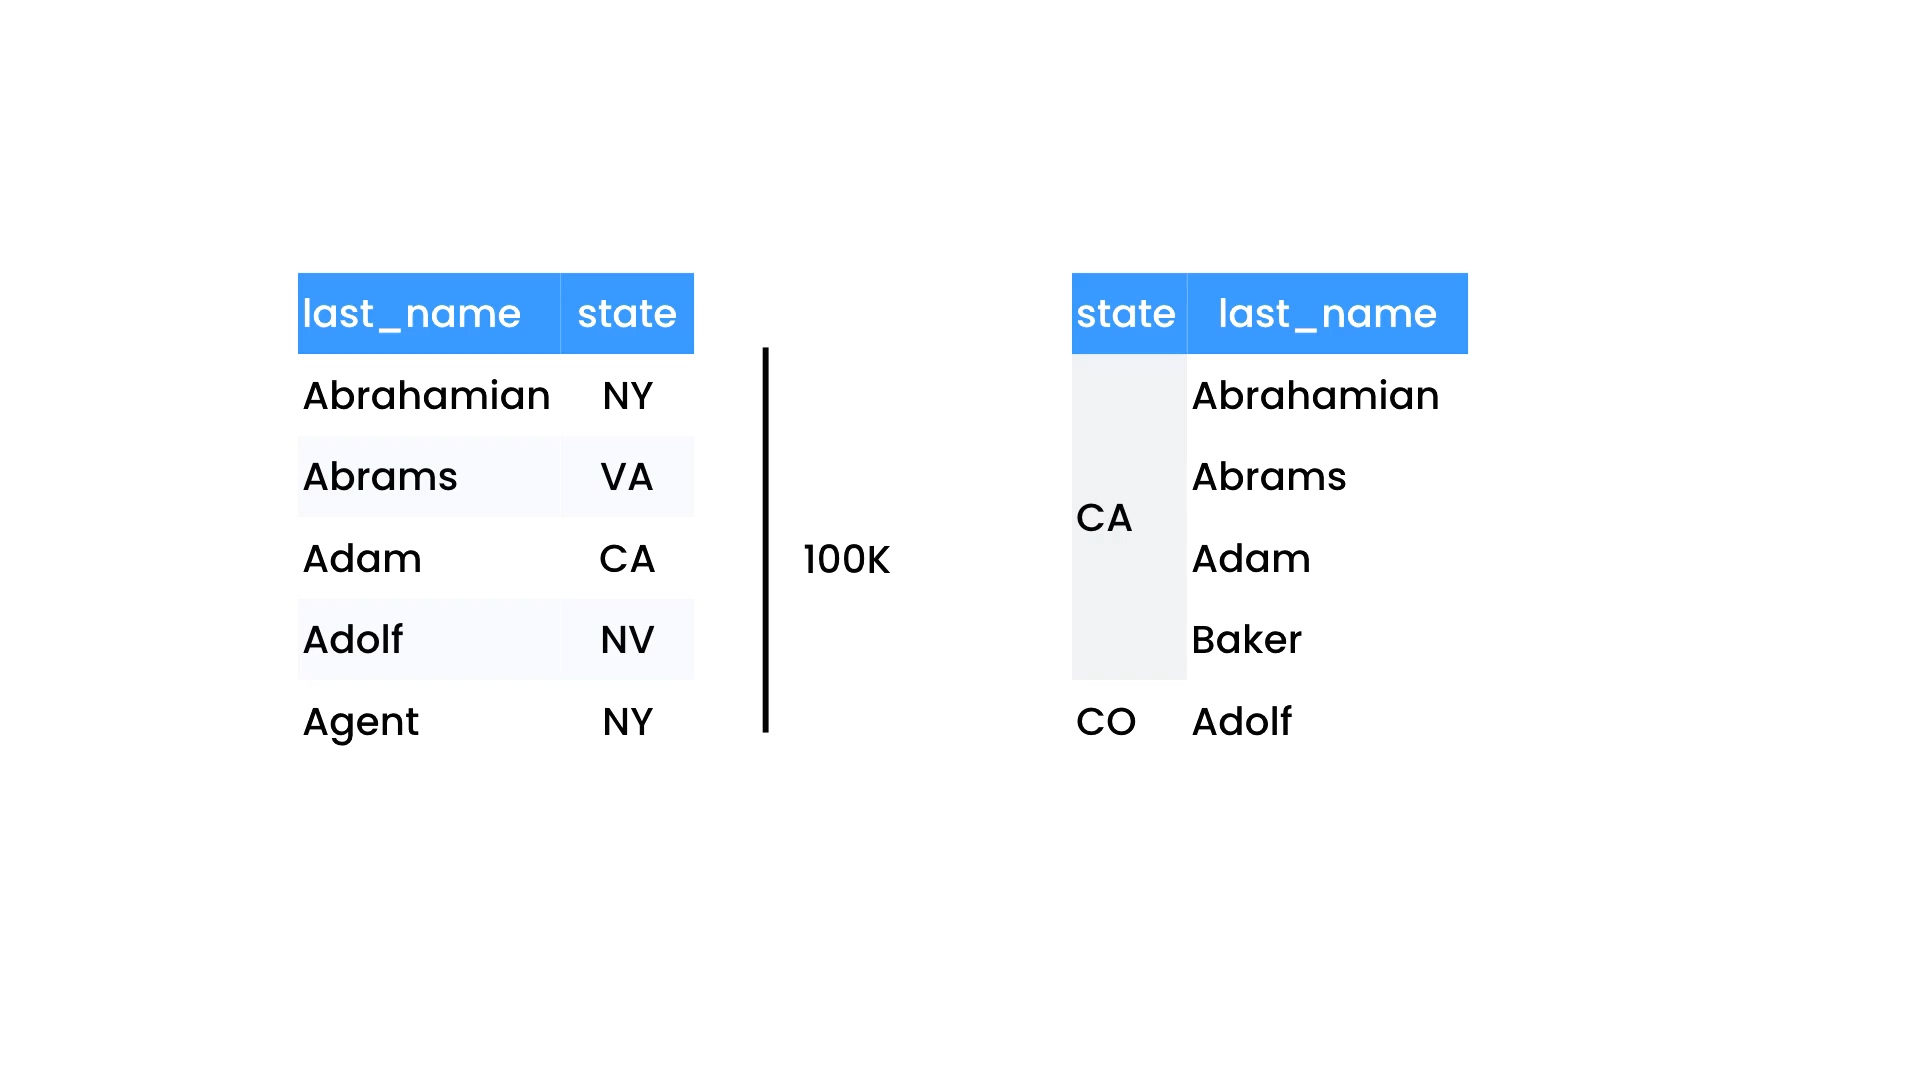 last_name state
Abrahamian NY
Abrams VA
Adam CA
Adolf NV
Agent NY
100K
state last_name
Abrahamian
Abrams
CA
Adam
Baker
CO Adolf